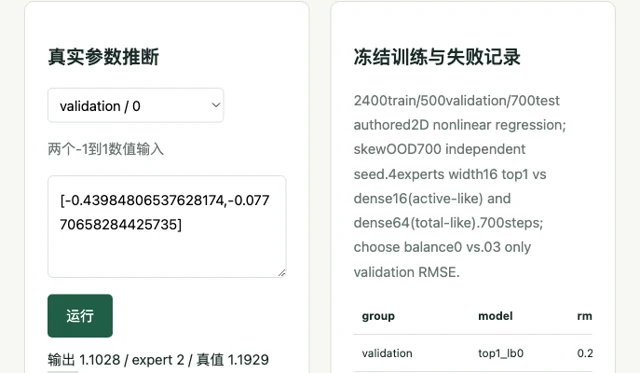 真实参数推断
validation / 0
两个-1到1数值输入
[-0.43984806537628174,-0.077
70658284425735]
运行
输出 1.1028 / expert 2 / 真值 1.1929
冻结训练与失败记录
2400train/500validation/700test
authored2D nonlinear regression;
skewOOD700 independent
seed.4experts width16 top1 vs
dense16(active-like) and
dense64(total-like).700steps;
choose balance0 vs.03 only
validation RMSE.
group model rm
validation top1_lb0 0.2